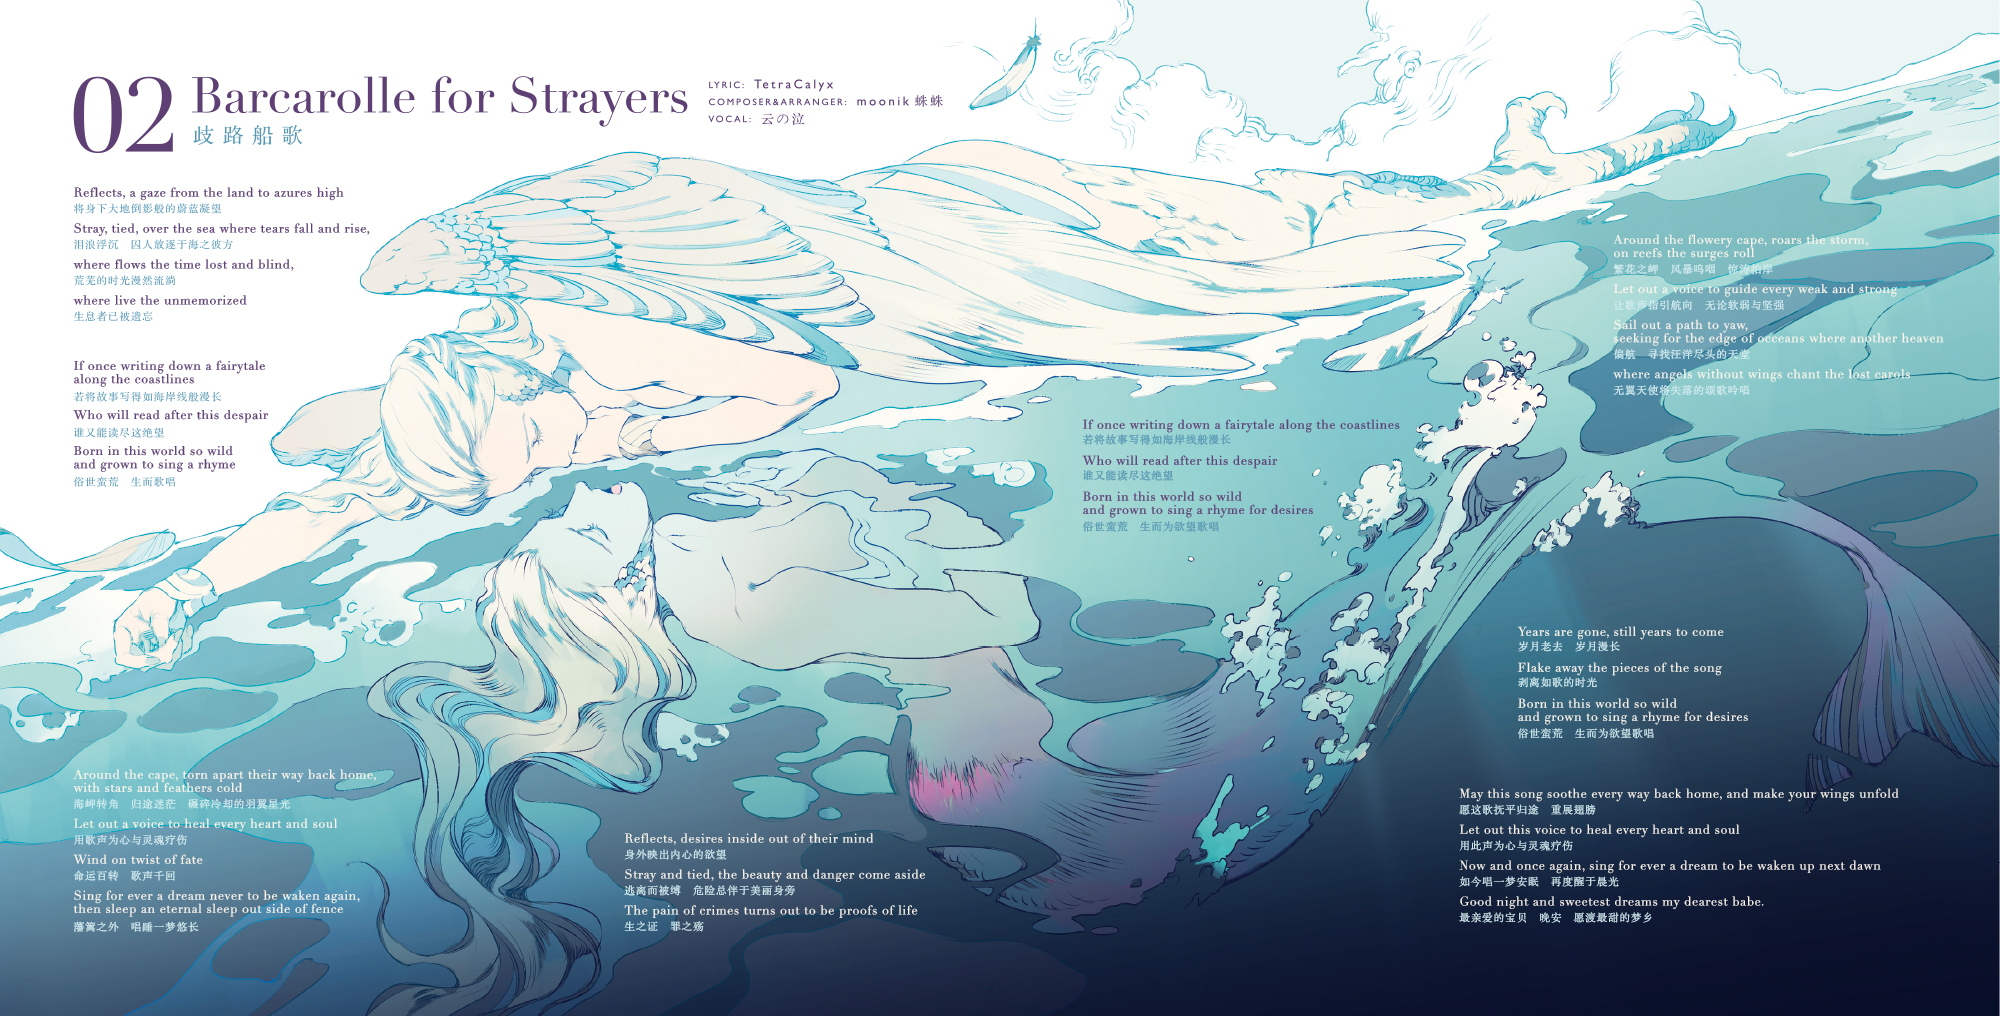 02 Barcarolle for Strayers
歧路船歌
LYRIC: TetraCalyx
COMPOSER&ARRANGER: moonik 蛛蛛
VOCAL: 云の泣
Reflects, a gaze from the land to azures high
将身下大地倒影般的蔚蓝凝望
Stray, tied, over the sea where tears fall and rise,
泪浪浮沉 囚人放逐于海之彼方
where flows the time lost and blind,
荒芜的时光漫然流淌
where live the unmemorized
生息者已被遗忘
If once writing down a fairytale
along the coastlines
若将故事写得如海岸线般漫长
Who will read after this despair
谁又能读尽这绝望
Born in this world so wild
and grown to sing a rhyme
俗世蛮荒 生而歌唱
Around the cape, torn apart their way back home,
with stars and feathers cold
海岬转角 归途迷茫 碾碎冷却的羽翼星光
Let out a voice to heal every heart and soul
用歌声为心与灵魂疗伤
Wind on twist of fate
命运百转 歌声千回
Sing for ever a dream never to be waken again,
then sleep an eternal sleep out side of fence
藩篱之外 唱睡一梦悠长
Reflects, desires inside out of their mind
身外映出内心的欲望
Stray and tied, the beauty and danger come aside
逃离而被缚 危险总伴于美丽身旁
The pain of crimes turns out to be proofs of life
生之证 罪之殇
If once writing down a fairytale along the coastlines
若将故事写得如海岸线般漫长
Who will read after this despair
谁又能读尽这绝望
Born in this world so wild
and grown to sing a rhyme for desires
俗世蛮荒 生而为欲望歌唱
Around the flowery cape, roars the storm,
on reefs the surges roll
繁花之岬 风暴呜咽 惊涛拍岸
Let out a voice to guide every weak and strong
让歌声指引航向 无论软弱与坚强
Sail out a path to yaw,
seeking for the edge of occeans where another heaven
偏航 寻找汪洋尽头的天堂
where angels without wings chant the lost carols
无翼天使将失落的颂歌吟唱
Years are gone, still years to come
岁月老去 岁月漫长
Flake away the pieces of the song
剥离如歌的时光
Born in this world so wild
and grown to sing a rhyme for desires
俗世蛮荒 生而为欲望歌唱
May this song soothe every way back home, and make your wings unfold
愿这歌抚平归途 重展翅膀
Let out this voice to heal every heart and soul
用此声为心与灵魂疗伤
Now and once again, sing for ever a dream to be waken up next dawn
如今唱一梦安眠 再度醒于晨光
Good night and sweetest dreams my dearest babe.
最亲爱的宝贝 晚安 愿渡最甜的梦乡